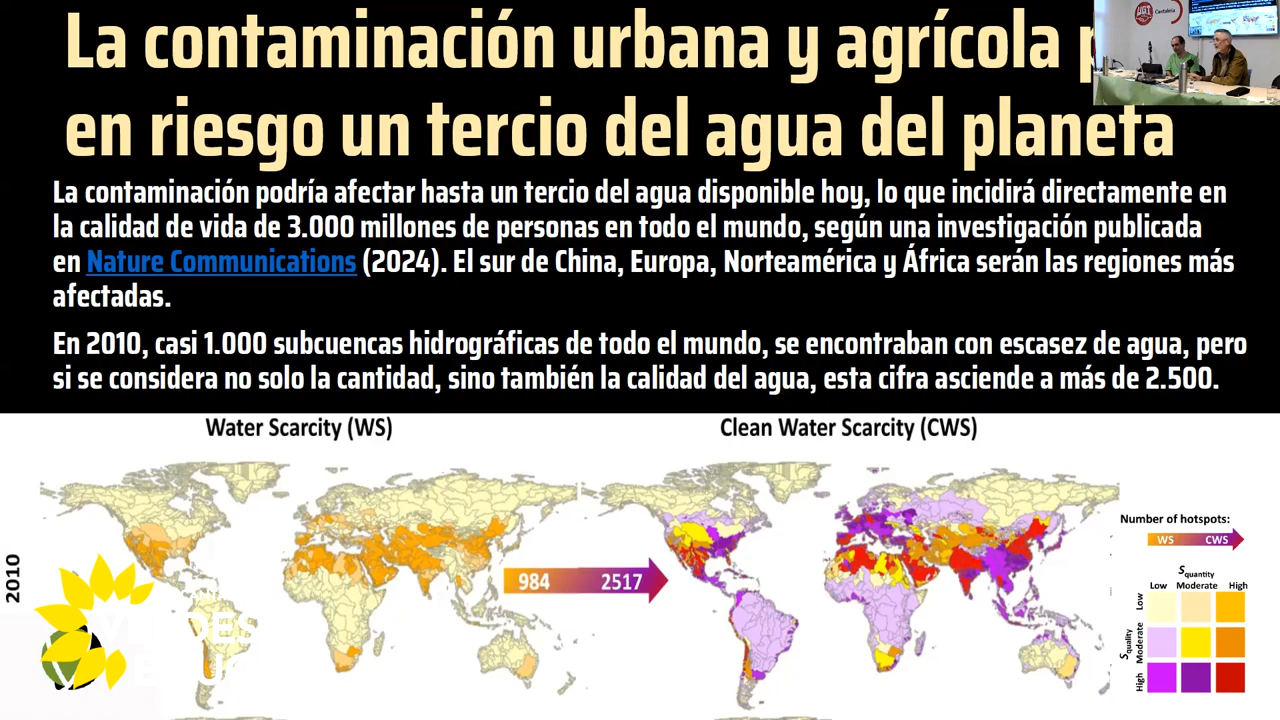 La contaminación urbana y agrícola
en riesgo un tercio del agua del planeta
La contaminación podría afectar hasta un tercio del agua disponible hoy, lo que incidirá directamente en
la calidad de vida de 3.000 millones de personas en todo el mundo, según una investigación publicada
en Nature Communications (2024). El sur de China, Europa, Norteamérica y África serán las regiones más
afectadas.
En 2010, casi 1.000 subcuencas hidrográficas de todo el mundo, se encontraban con escasez de agua, pero
si se considera no solo la cantidad, sino también la calidad del agua, esta cifra asciende a más de 2.500.
Water Scarcity (WS)
Clean Water Scarcity (CWS)
2010
984 2517
Number of hotspots:
WS CWS
Squantity
Low Moderate High
Squality
Low
Moderate
High
UGT
Cantabria